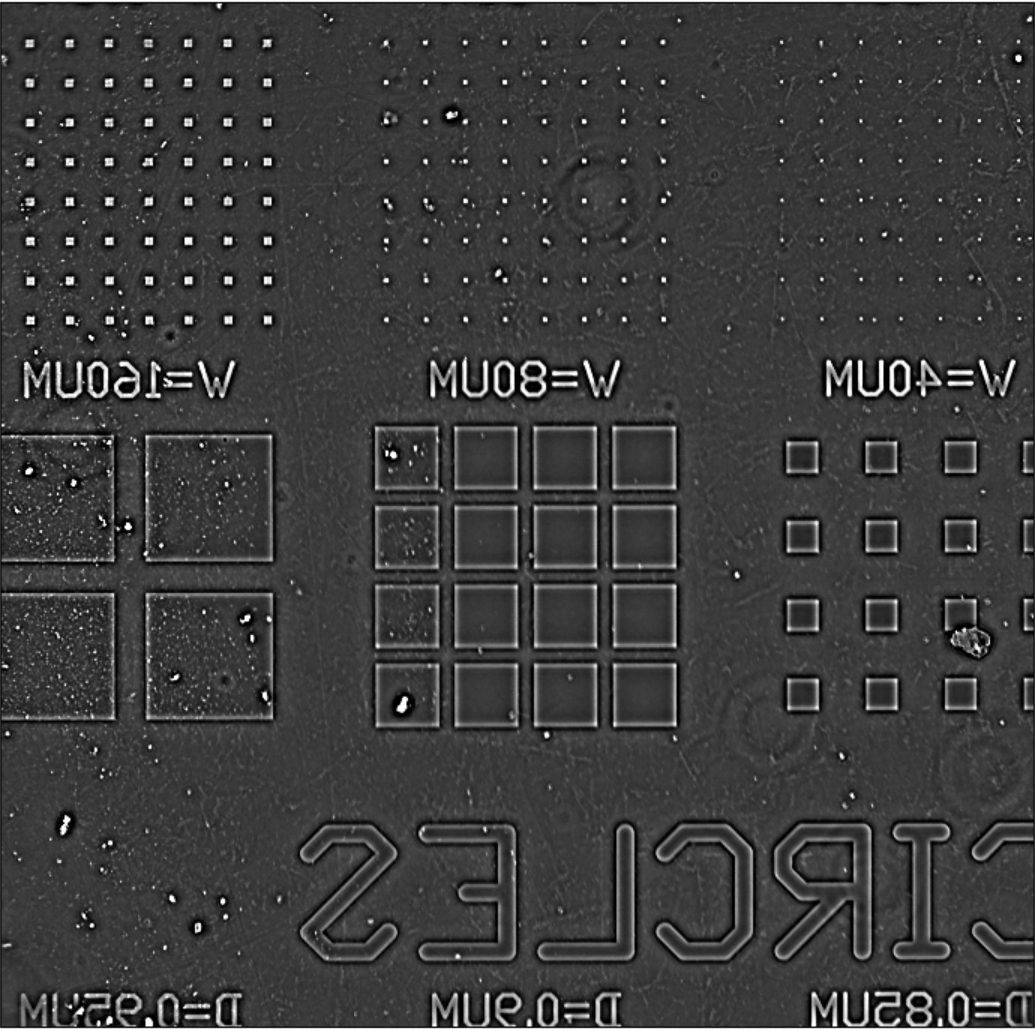 W=160UM
W=80UM
W=40UM
CIRCLES
D=0.95UM
D=0.9UM
D=0.85UM